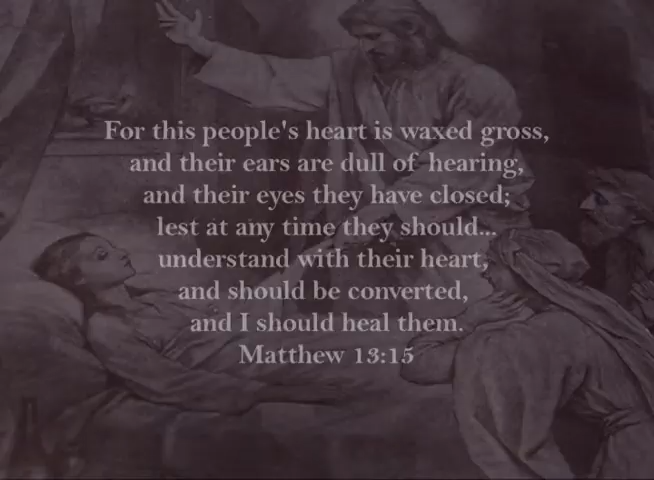 For this people's heart is waxed gross,
and their ears are dull of hearing,
and their eyes they have closed;
lest at any time they should...
understand with their heart,
and should be converted,
and I should heal them.
Matthew 13:15